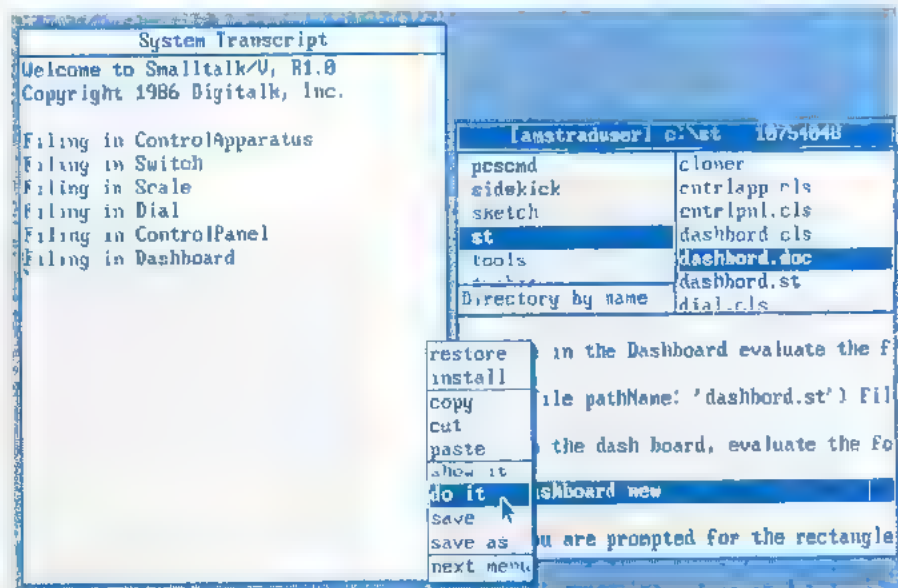 System Transcript
Welcome to Smalltalk/V, R1.0
Copyright 1986 Digitalk, Inc.
Filing in ControlApparatus
Filing in Switch
Filing in Scale
Filing in Dial
Filing in ControlPanel
Filing in Dashboard
[amstraduser] c:\st
pcscmd
sidekick
sketch
st
tools
Directory by name
cloner
cntrlapp cls
cntrlpnl.cls
dashbord cls
dashbord.doc
dashbord.st
dial.cls
in the Dashboard evaluate the f
ile pathName: 'dashbord.st') Fil
the dash board, evaluate the fo
shboard new
u are prompted for the rectangle
restore
install
copy
cut
paste
show it
do it
save
save as
next menu